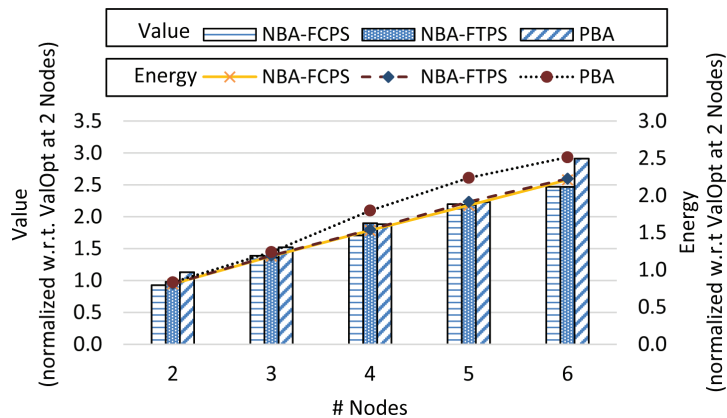 Value NBA-FCPS NBA-FTPS PBA
Energy NBA-FCPS NBA-FTPS PBA
Value
(normalized w.r.t. ValOpt at 2 Nodes)
3.5
3.0
2.5
2.0
1.5
1.0
0.5
0.0
3.0
2.5
2.0
1.5
1.0
0.5
0.0
Energy
(normalized w.r.t. ValOpt at 2 Nodes)
2 3 4 5 6
# Nodes